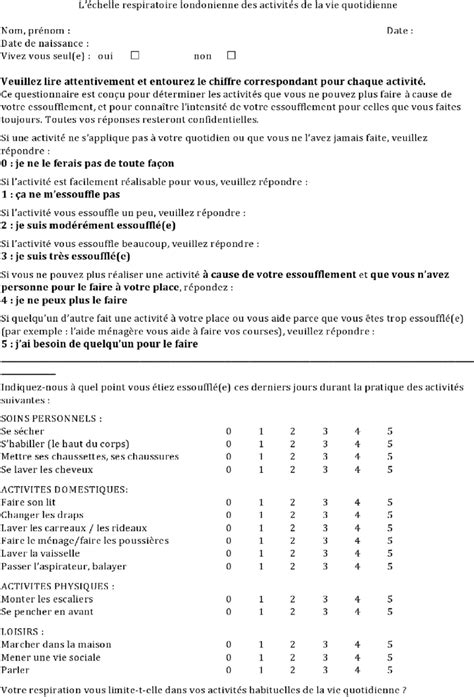 L'échelle respiratoire londonienne des activités de la vie quotidienne
Nom, prénom : Date :
Date de naissance :
Vivez vous seul(e) : oui non
Veuillez lire attentivement et entourez le chiffre correspondant pour chaque activité.
Ce questionnaire est conçu pour déterminer les activités que vous ne pouvez plus faire à cause de
votre essoufflement, et pour connaître l'intensité de votre essoufflement pour celles que vous faites
toujours. Toutes vos réponses resteront confidentielles.
Si une activité ne s'applique pas à votre quotidien ou que vous ne l'avez jamais faite, veuillez
répondre :
0 : je ne le ferais pas de toute façon
Si l'activité est facilement réalisable pour vous, veuillez répondre :
1 : ça ne m'essouffle pas
Si l'activité vous essouffle un peu, veuillez répondre :
2 : je suis modérément essoufflé(e)
Si l'activité vous essouffle beaucoup, veuillez répondre :
3 : je suis très essoufflé(e)
Si vous ne pouvez plus réaliser une activité à cause de votre essoufflement et que vous n'avez
personne pour le faire à votre place, répondez :
4 : je ne peux plus le faire
Si quelqu'un d'autre fait une activité à votre place ou vous aide parce que vous êtes trop essoufflé(e)
(par exemple : l'aide ménagère vous aide à faire vos courses), veuillez répondre :
5 : j'ai besoin de quelqu'un pour le faire
Indiquez-nous à quel point vous étiez essoufflé(e) ces derniers jours durant la pratique des activités
suivantes :
SOINS PERSONNELS :
Se sécher 0 1 2 3 4 5
S'habiller (le haut du corps) 0 1 2 3 4 5
Mettre ses chaussettes, ses chaussures 0 1 2 3 4 5
Se laver les cheveux 0 1 2 3 4 5
ACTIVITES DOMESTIQUES:
Faire son lit 0 1 2 3 4 5
Changer les draps 0 1 2 3 4 5
Laver les carreaux / les rideaux 0 1 2 3 4 5
Faire le ménage/faire les poussières 0 1 2 3 4 5
Laver la vaisselle 0 1 2 3 4 5
Passer l'aspirateur, balayer 0 1 2 3 4 5
ACTIVITES PHYSIQUES :
Monter les escaliers 0 1 2 3 4 5
Se pencher en avant 0 1 2 3 4 5
LOISIRS :
Marcher dans la maison 0 1 2 3 4 5
Mener une vie sociale 0 1 2 3 4 5
Parler 0 1 2 3 4 5
Votre respiration vous limite-t-elle dans vos activités habituelles de la vie quotidienne ?